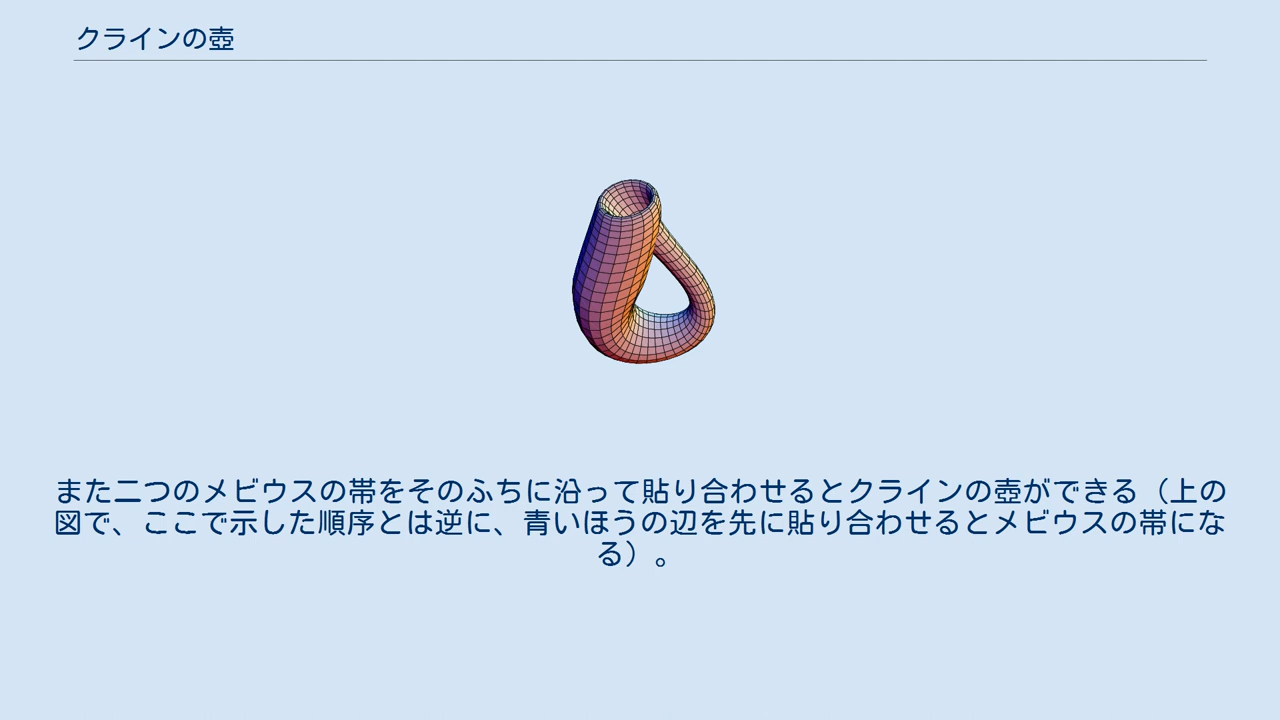 クラインの壺
また二つのメビウスの帯をそのふちに沿って貼り合わせるとクラインの壺ができる（上の
図で、ここで示した順序とは逆に、青いほうの辺を先に貼り合わせるとメビウスの帯にな
る）。